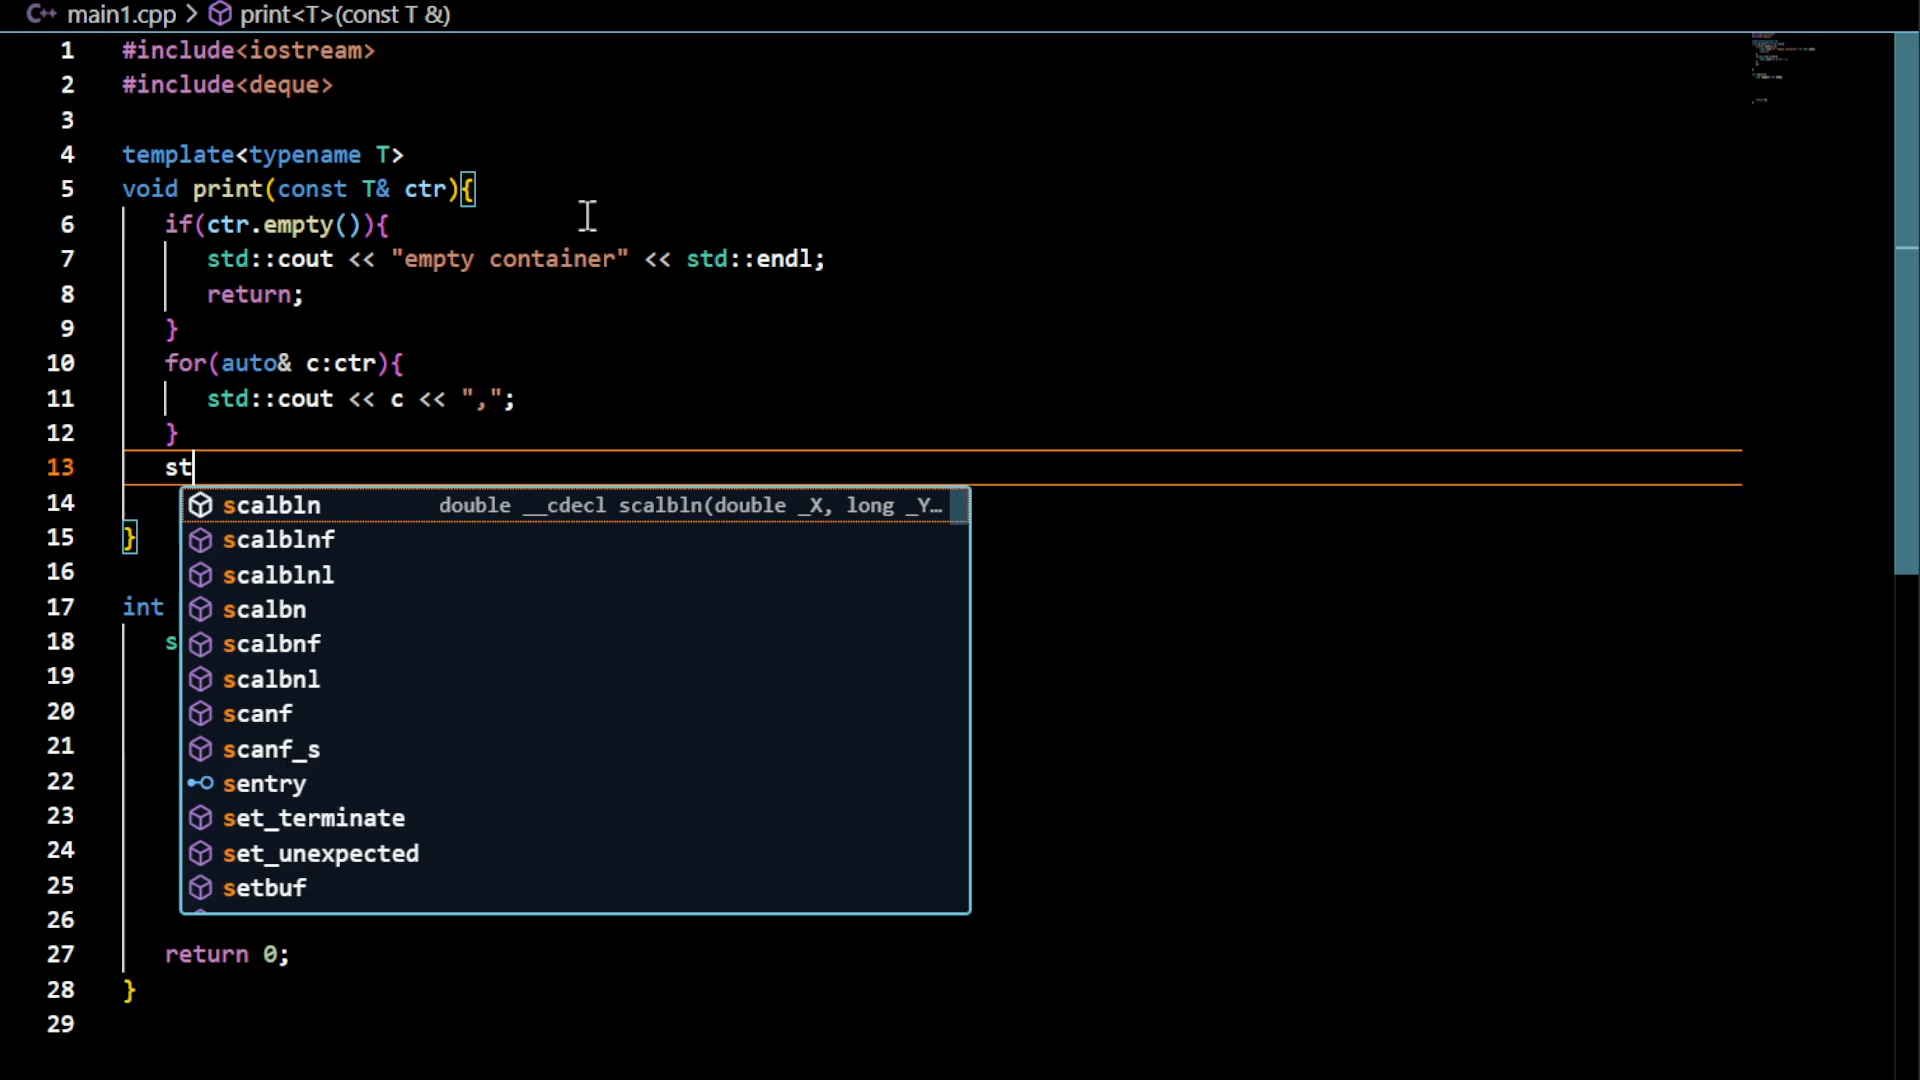 C++ main1.cpp > print<T>(const T &)
1 #include<iostream>
2 #include<deque>
3
4 template<typename T>
5 void print(const T& ctr){
6 if(ctr.empty()){
7 std::cout << "empty container" << std::endl;
8 return;
9 }
10 for(auto& c:ctr){
11 std::cout << c << ",";
12 }
13 st
14 scalbln double __cdecl scalbln(double _X, long _Y…
15 } scalblnf
16 scalblnl
17 int scalbn
18 s scalbnf
19 scalbnl
20 scanf
21 scanf_s
22 sentry
23 set_terminate
24 set_unexpected
25 setbuf
26
27 return 0;
28 }
29